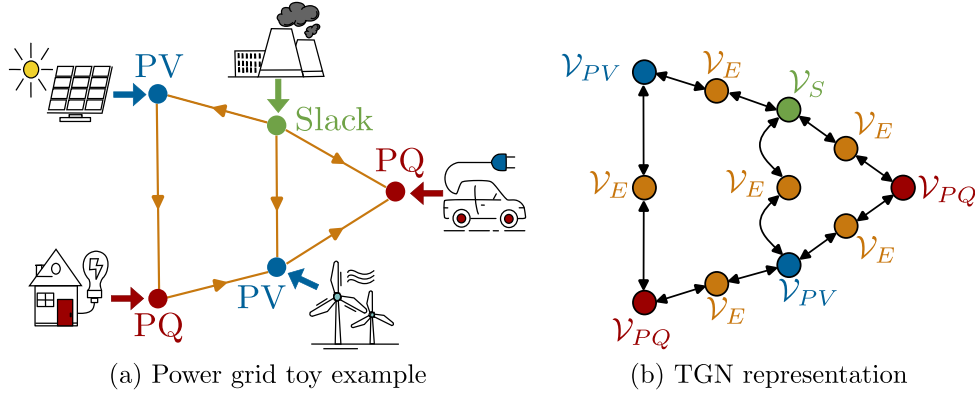 PV
Slack
PQ
PV
PQ
(a) Power grid toy example
𝒱_PV
𝒱_E
𝒱_S
𝒱_E
𝒱_E
𝒱_E
𝒱_PQ
𝒱_E
𝒱_PV
𝒱_E
𝒱_PQ
(b) TGN representation